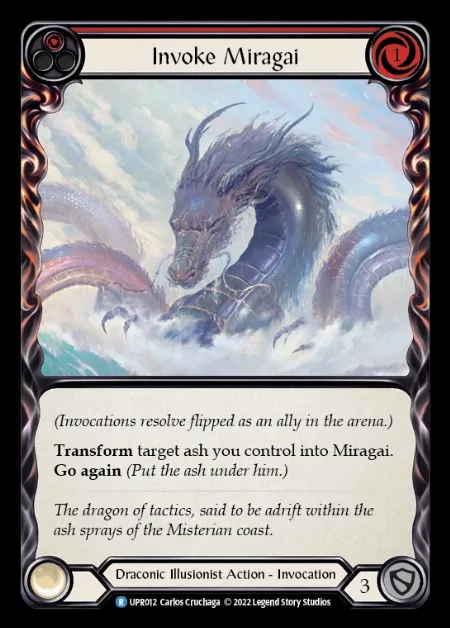 Invoke Miragai
1
(Invocations resolve flipped as an ally in the arena.)
Transform target ash you control into Miragai.
Go again (Put the ash under him.)
The dragon of tactics, said to be adrift within the
ash sprays of the Misterian coast.
Draconic Illusionist Action - Invocation
3
R UPR012 Carlos Cruchaga © 2022 Legend Story Studios